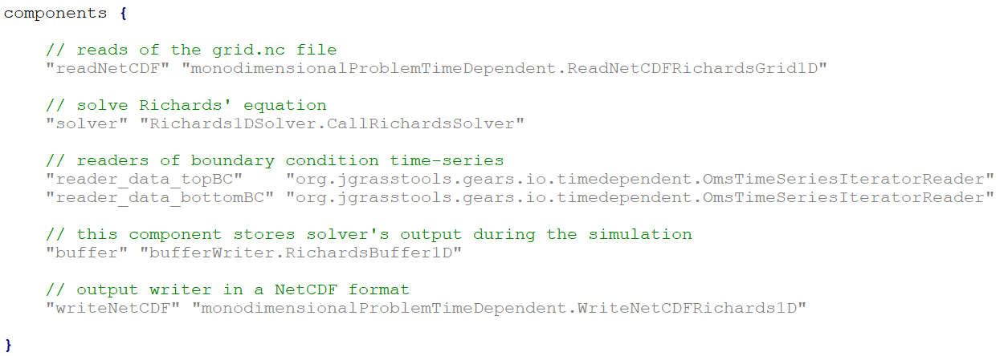 components {
// reads of the grid.nc file
"readNetCDF" "monodimensionalProblemTimeDependent.ReadNetCDFRichardsGrid1D"
// solve Richards' equation
"solver" "Richards1DSolver.CallRichardsSolver"
// readers of boundary condition time-series
"reader_data_topBC"    "org.jgrasstools.gears.io.timedependent.OmsTimeSeriesIteratorReader"
"reader_data_bottomBC" "org.jgrasstools.gears.io.timedependent.OmsTimeSeriesIteratorReader"
// this component stores solver's output during the simulation
"buffer" "bufferWriter.RichardsBuffer1D"
// output writer in a NetCDF format
"writeNetCDF" "monodimensionalProblemTimeDependent.WriteNetCDFRichards1D"
}